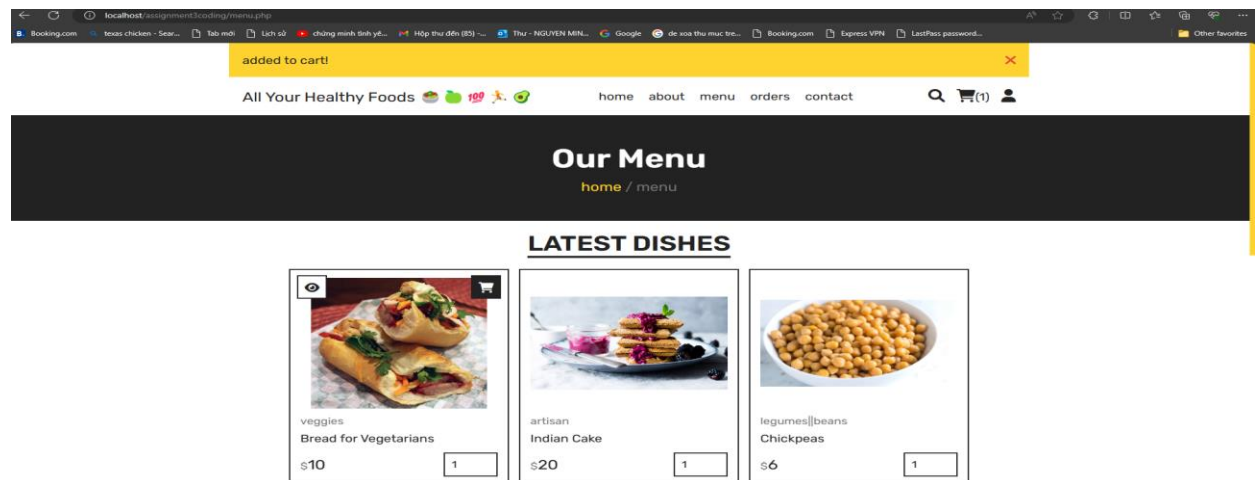 localhost/assignment3coding/menu.php
Booking.com texas chicken - Sear... Tab mới Lịch sử chứng minh tình yê... Hộp thư đến (85) -... Thư - NGUYEN MIN... Google de xoa thu muc tre... Booking.com Express VPN LastPass password... Other favorites
added to cart!
All Your Healthy Foods 🥗 🍏 💯 🏃 🥑 home about menu orders contact (1)
Our Menu
home / menu
LATEST DISHES
veggies artisan legumes||beans
Bread for Vegetarians Indian Cake Chickpeas
$10 1 $20 1 $6 1